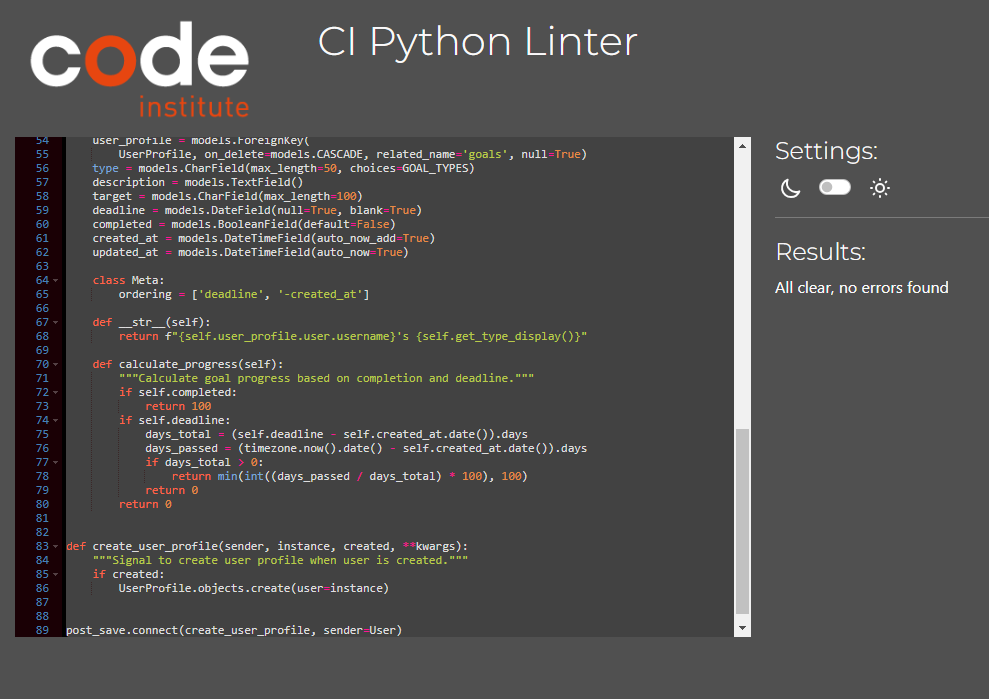 code
institute
CI Python Linter
54 user_profile = models.ForeignKey(
55 UserProfile, on_delete=models.CASCADE, related_name='goals', null=True)
56 type = models.CharField(max_length=50, choices=GOAL_TYPES)
57 description = models.TextField()
58 target = models.CharField(max_length=100)
59 deadline = models.DateField(null=True, blank=True)
60 completed = models.BooleanField(default=False)
61 created_at = models.DateTimeField(auto_now_add=True)
62 updated_at = models.DateTimeField(auto_now=True)
63
64 class Meta:
65 ordering = ['deadline', '-created_at']
66
67 def __str__(self):
68 return f"{self.user_profile.user.username}'s {self.get_type_display()}"
69
70 def calculate_progress(self):
71 """Calculate goal progress based on completion and deadline."""
72 if self.completed:
73 return 100
74 if self.deadline:
75 days_total = (self.deadline - self.created_at.date()).days
76 days_passed = (timezone.now().date() - self.created_at.date()).days
77 if days_total > 0:
78 return min(int((days_passed / days_total) * 100), 100)
79 return 0
80 return 0
81
82
83 def create_user_profile(sender, instance, created, **kwargs):
84 """Signal to create user profile when user is created."""
85 if created:
86 UserProfile.objects.create(user=instance)
87
88
89 post_save.connect(create_user_profile, sender=User)
Settings:
Results:
All clear, no errors found